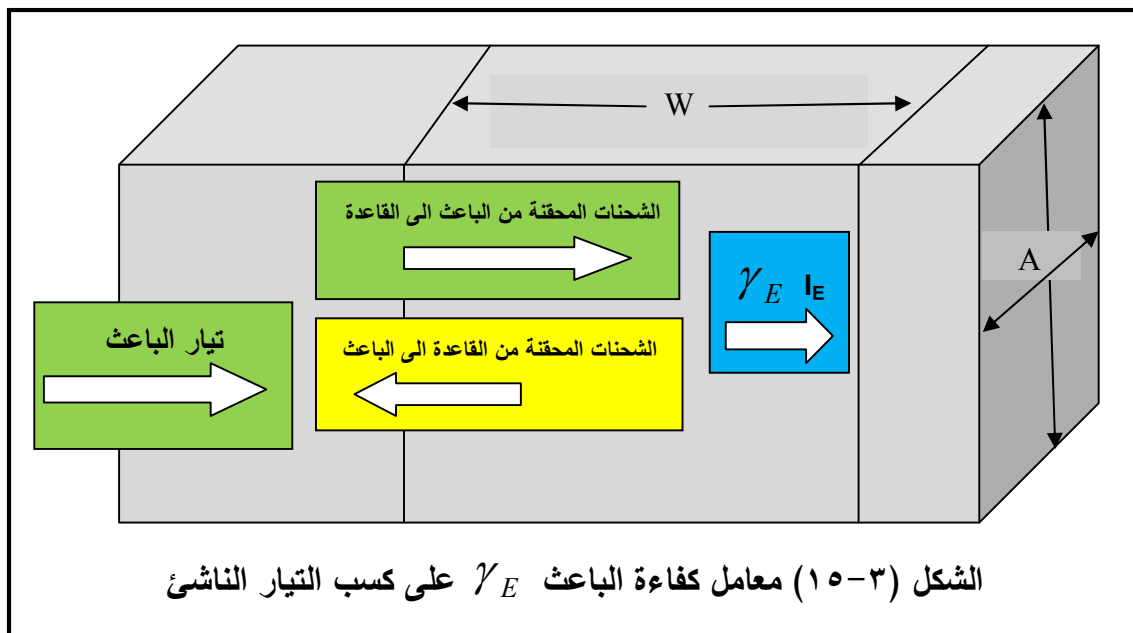 W
الشحنات المحقنة من الباعث الى القاعدة
γE IE
A
تيار الباعث
الشحنات المحقنة من القاعدة الى الباعث
الشكل (٣-١٥) معامل كفاءة الباعث γE على كسب التيار الناشئ